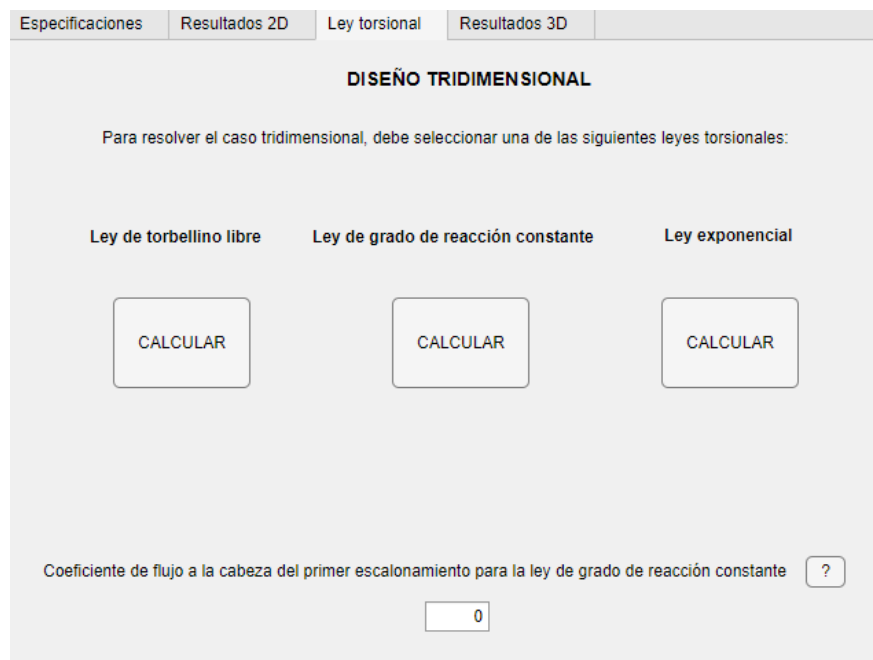 Especificaciones Resultados 2D Ley torsional Resultados 3D
DISEÑO TRIDIMENSIONAL
Para resolver el caso tridimensional, debe seleccionar una de las siguientes leyes torsionales:
Ley de torbellino libre Ley de grado de reacción constante Ley exponencial
CALCULAR CALCULAR CALCULAR
Coeficiente de flujo a la cabeza del primer escalonamiento para la ley de grado de reacción constante ?
0